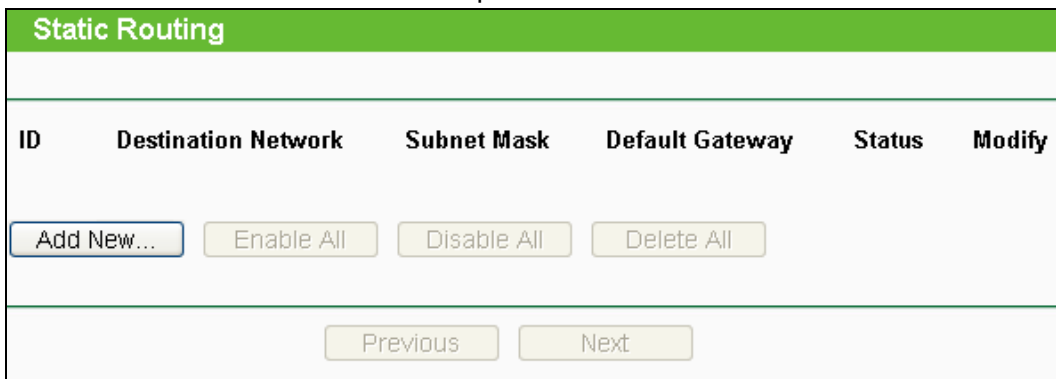 Static Routing
ID Destination Network Subnet Mask Default Gateway Status Modify
Add New... Enable All Disable All Delete All
Previous Next